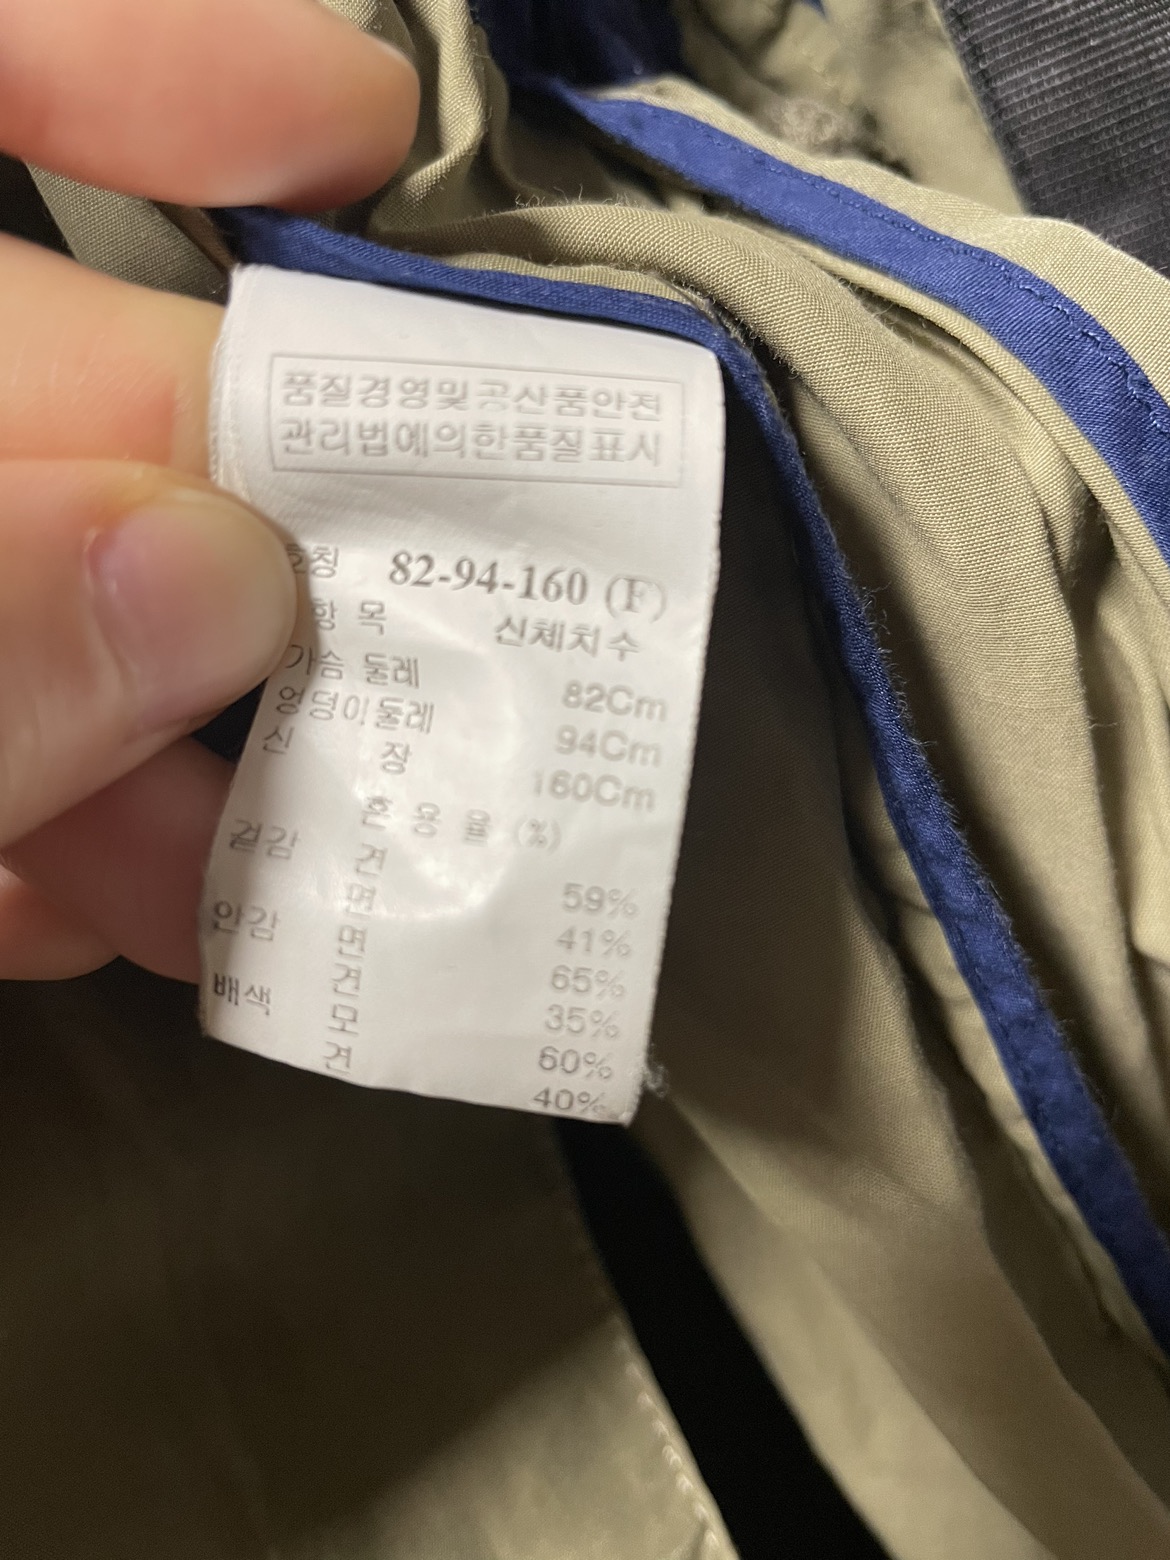 품질경영및공산품안전
관리법에의한품질표시
호칭 82-94-160 (F)
항 목 신체치수
가슴 둘레 82Cm
엉덩이둘레 94Cm
신 장 160Cm
혼 용 율 (%)
겉감 견 59%
면 41%
안감 면 65%
견 35%
배색 모 60%
견 40%